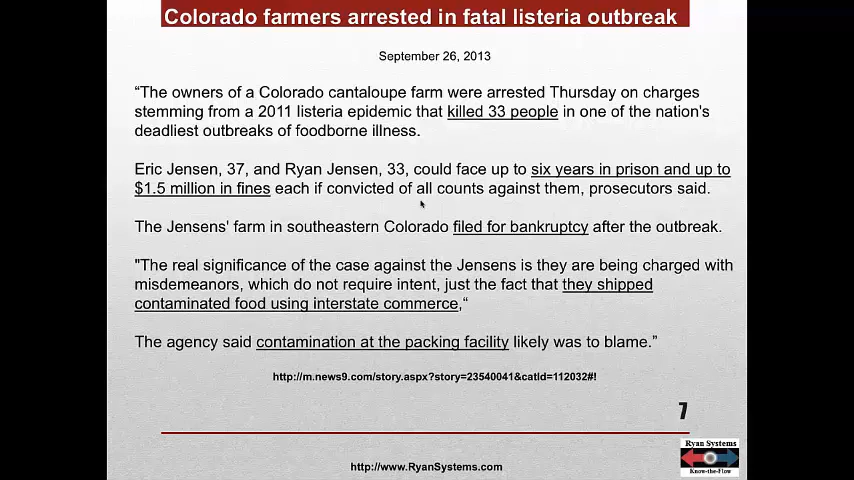 Colorado farmers arrested in fatal listeria outbreak
September 26, 2013
“The owners of a Colorado cantaloupe farm were arrested Thursday on charges
stemming from a 2011 listeria epidemic that killed 33 people in one of the nation's
deadliest outbreaks of foodborne illness.
Eric Jensen, 37, and Ryan Jensen, 33, could face up to six years in prison and up to
$1.5 million in fines each if convicted of all counts against them, prosecutors said.
The Jensens' farm in southeastern Colorado filed for bankruptcy after the outbreak.
"The real significance of the case against the Jensens is they are being charged with
misdemeanors, which do not require intent, just the fact that they shipped
contaminated food using interstate commerce,“
The agency said contamination at the packing facility likely was to blame.”
http://m.news9.com/story.aspx?story=23540041&catId=112032#!
7
Ryan Systems
Know-the-Flow
http://www.RyanSystems.com